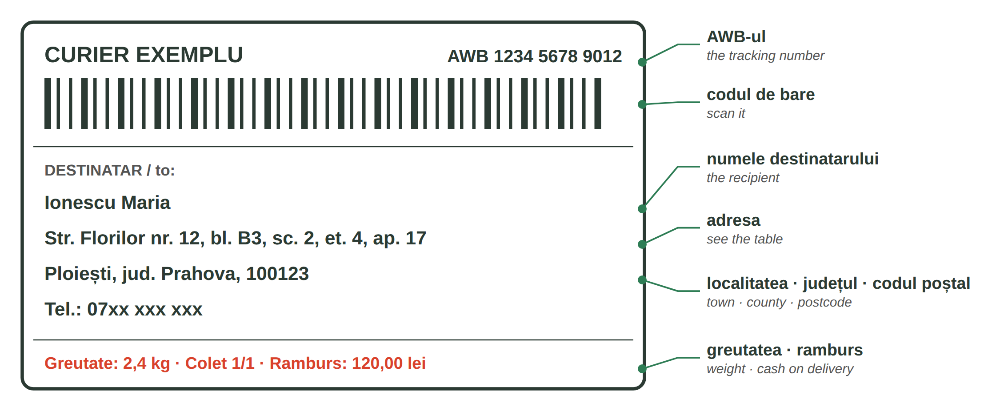 CURIER EXEMPLU
AWB 1234 5678 9012
DESTINATAR / to:
Ionescu Maria
Str. Florilor nr. 12, bl. B3, sc. 2, et. 4, ap. 17
Ploiești, jud. Prahova, 100123
Tel.: 07xx xxx xxx
Greutate: 2,4 kg · Colet 1/1 · Ramburs: 120,00 lei
AWB-ul
the tracking number
codul de bare
scan it
numele destinatarului
the recipient
adresa
see the table
localitatea · județul · codul poștal
town · county · postcode
greutatea · ramburs
weight · cash on delivery